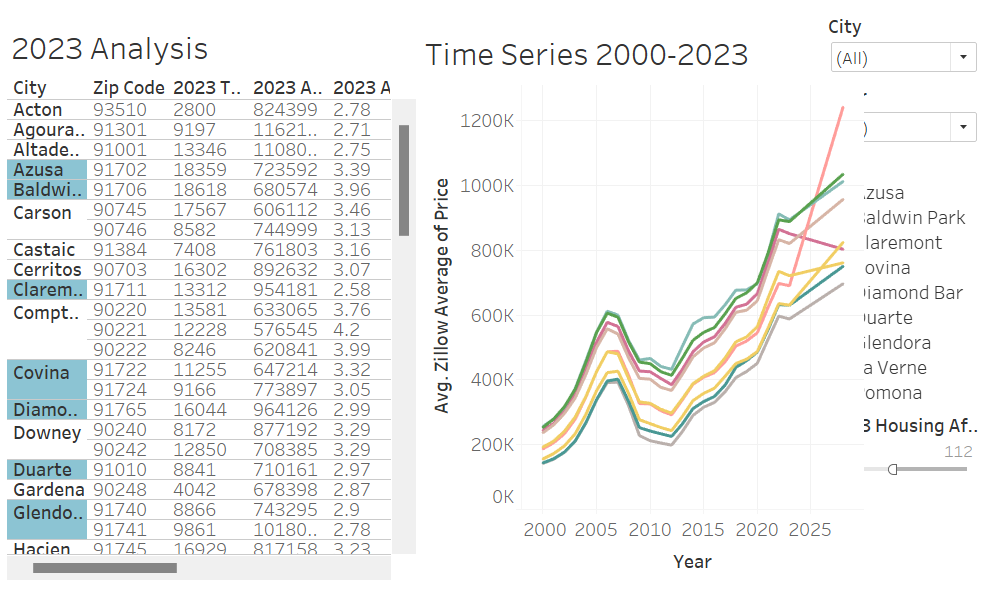 2023 Analysis
City Zip Code 2023 T.. 2023 A.. 2023 A
Acton 93510 2800 824399 2.78
Agoura.. 91301 9197 11621.. 2.71
Altade.. 91001 13346 11080.. 2.75
Azusa 91702 18359 723592 3.39
Baldwi.. 91706 18618 680574 3.96
Carson 90745 17567 606112 3.46
90746 8582 744999 3.13
Castaic 91384 7408 761803 3.16
Cerritos 90703 16302 892632 3.07
Clarem.. 91711 13312 954181 2.58
Compt.. 90220 13581 633065 3.76
90221 12228 576545 4.2
90222 8246 620841 3.99
Covina 91722 11255 647214 3.32
91724 9166 773897 3.05
Diamo.. 91765 16044 964126 2.99
Downey 90240 8172 877192 3.29
90242 12850 708385 3.29
Duarte 91010 8841 710161 2.97
Gardena 90248 4042 678398 2.87
Glendo.. 91740 8866 743295 2.9
91741 9861 10180.. 2.78
Hacien 91745 16929 817158 3.23
Time Series 2000-2023
Avg. Zillow Average of Price
1200K
1000K
800K
600K
400K
200K
0K
2000 2005 2010 2015 2020 2025
Year
City
(All)
)
Azusa
Baldwin Park
Claremont
Covina
Diamond Bar
Duarte
Glendora
La Verne
Pomona
3 Housing Af..
112